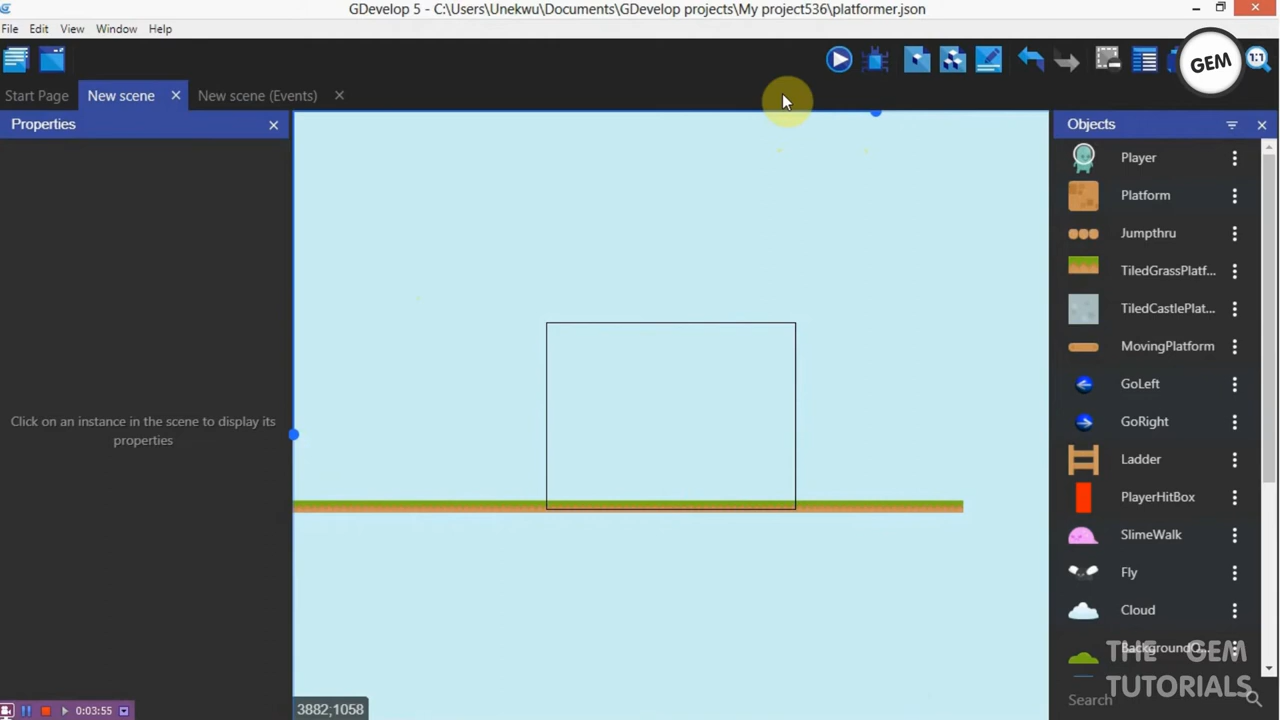 GDevelop 5 - C:\Users\Unekwu\Documents\GDevelop projects\My project536\platformer.json
File Edit View Window Help
1:1
GEM
Start Page New scene New scene (Events)
Properties
Objects
Player
Platform
Jumpthru
TiledGrassPlatf...
TiledCastlePlat...
MovingPlatform
GoLeft
GoRight
Ladder
PlayerHitBox
SlimeWalk
Fly
Cloud
Click on an instance in the scene to display its
properties
THE GEM
TUTORIALS
Search
3882;1058
0:03:55